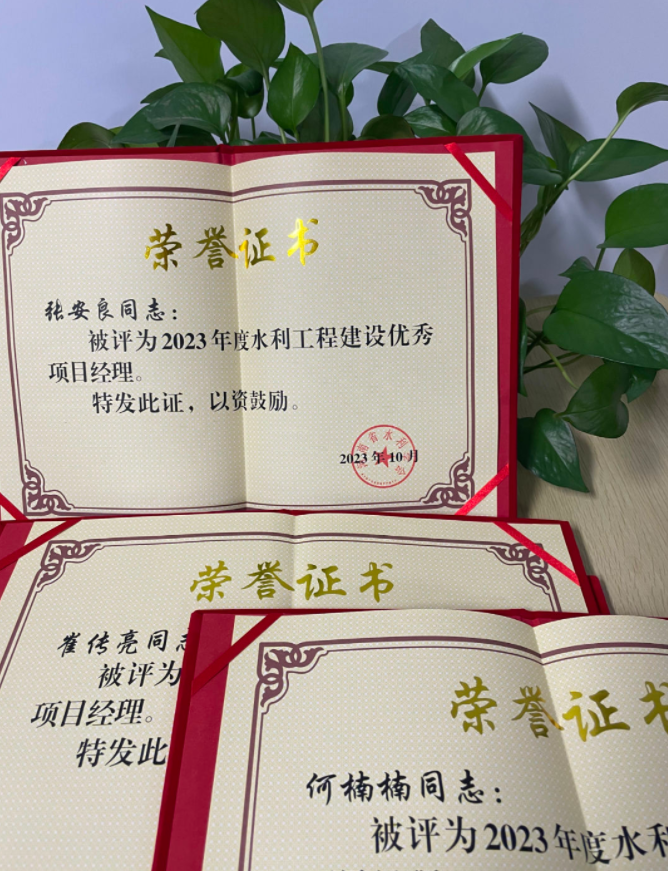 荣誉证书
张安良同志：
被评为2023年度水利工程建设优秀
项目经理。
特发此证，以资鼓励。
2023年10月
南省水利
荣誉证书
崔传亮同志
被评为
项目经理。
特发此
荣誉证书
何楠楠同志：
被评为2023年度水利